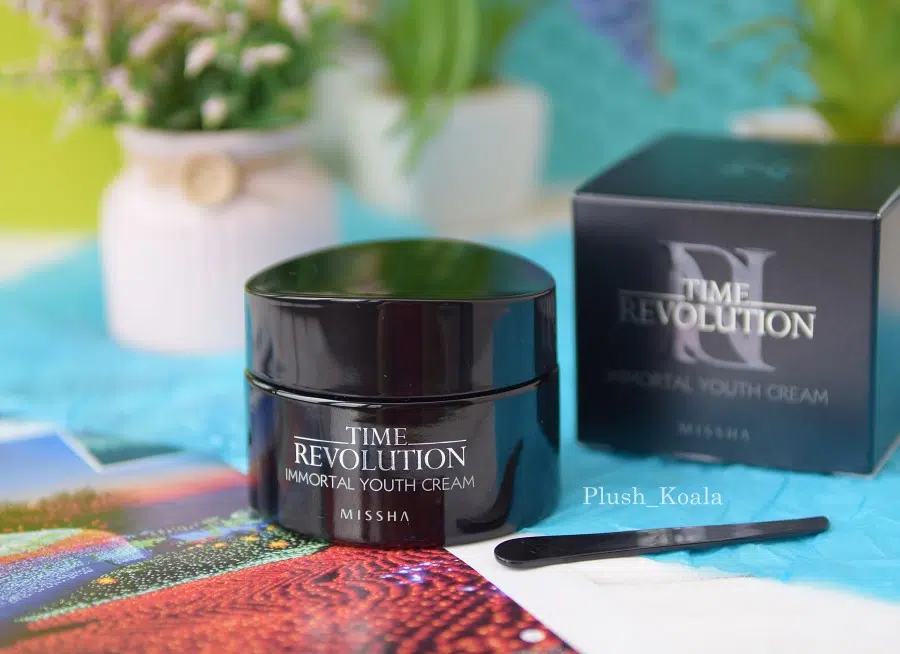 TIME
REVOLUTION
IMMORTAL YOUTH CREAM
MISSHA
TIME
REVOLUTION
IMMORTAL YOUTH CREAM
MISSHA
Plush_Koala